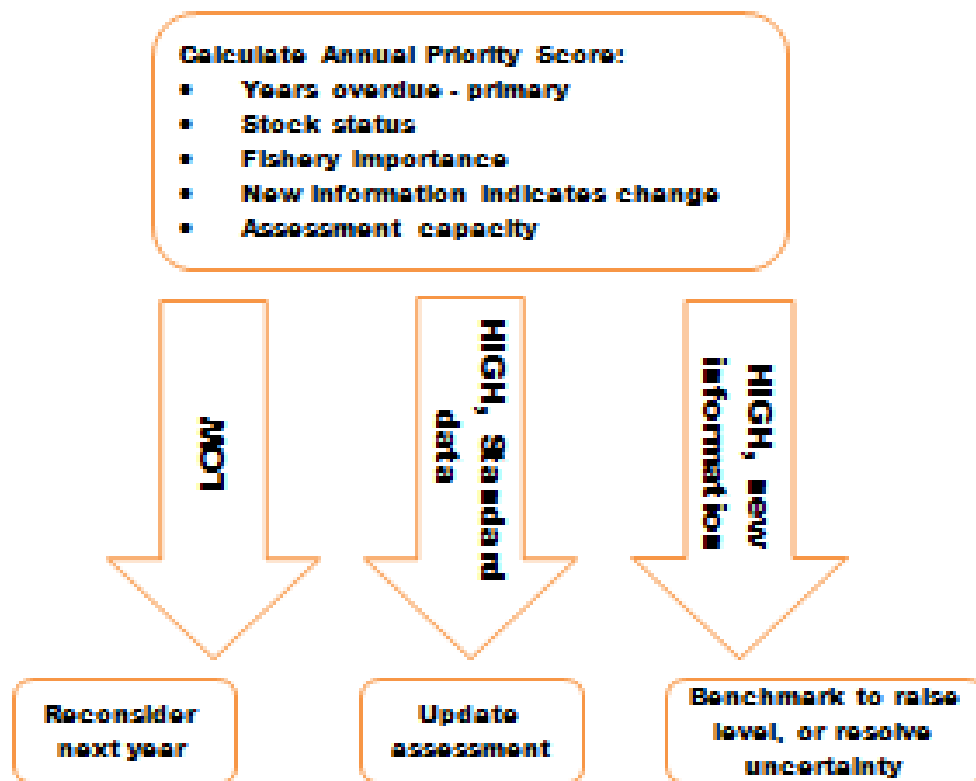 Calculate Annual Priority Score:
• Years overdue - primary
• Stock status
• Fishery Importance
• New Information Indicates change
• Assessment capacity
LOW
HIGH, Standard
data
HIGH, new
information
Reconsider
next year
Update
assessment
Benchmark to raise
level, or resolve
uncertainty